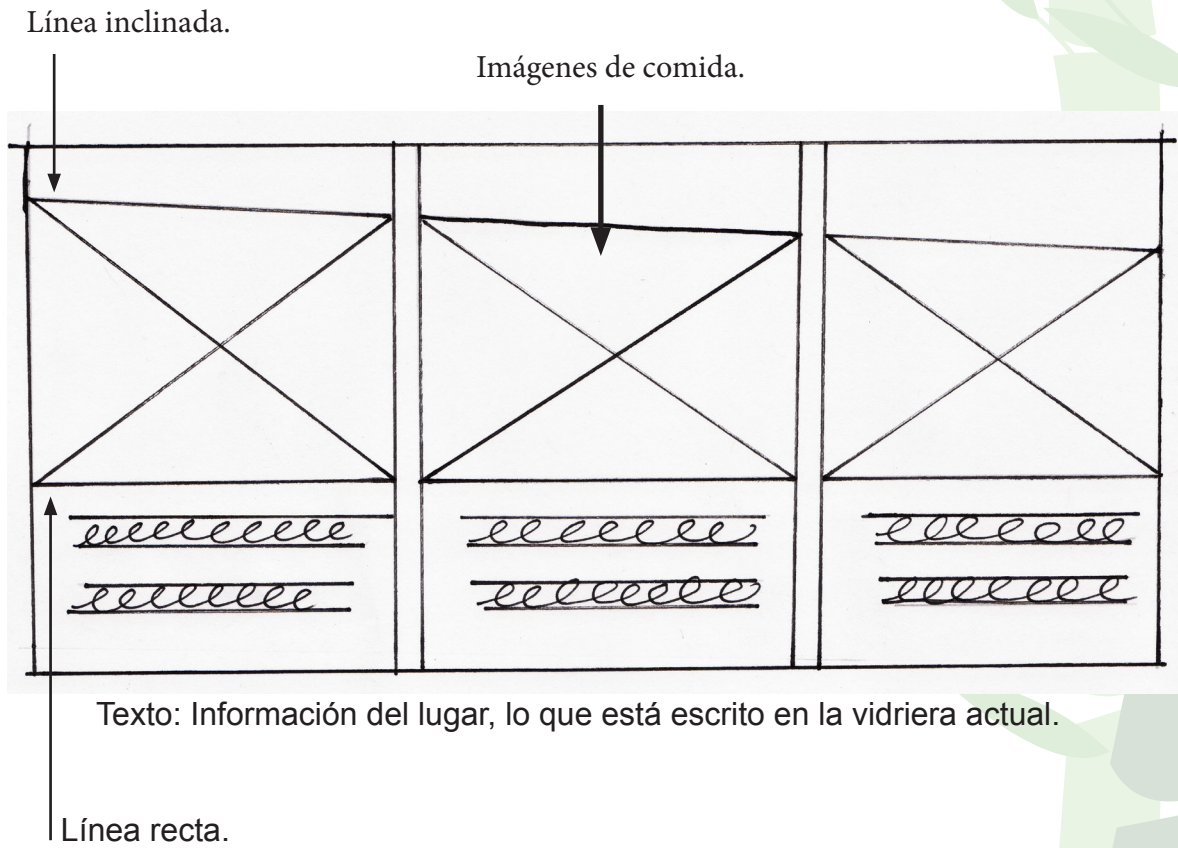 Línea inclinada.
Imágenes de comida.
Texto: Información del lugar, lo que está escrito en la vidriera actual.
Línea recta.